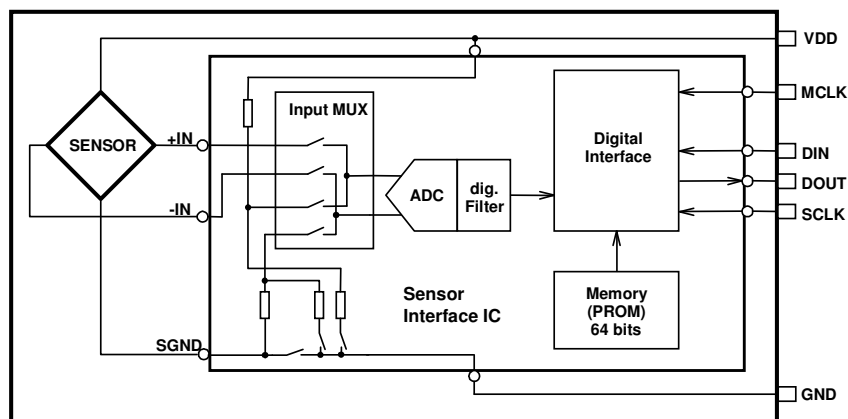 VDD
MCLK
Input MUX
+IN
SENSOR
Digital
Interface
DIN
DOUT
ADC
dig.
Filter
-IN
SCLK
Sensor
Interface IC
Memory
(PROM)
64 bits
SGND
GND